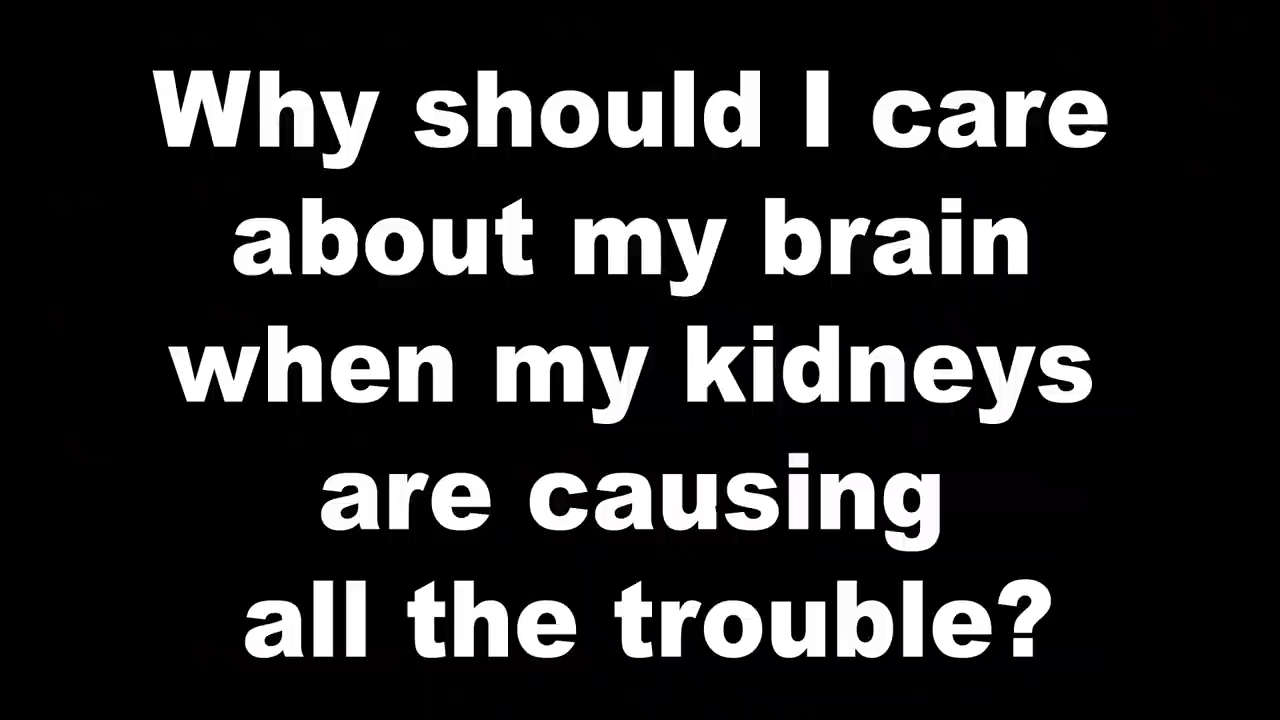 Why should I care
about my brain
when my kidneys
are causing
all the trouble?